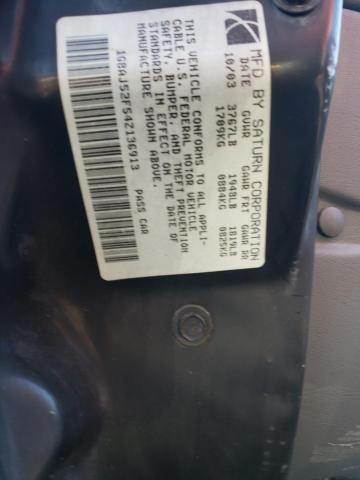 MFD BY SATURN CORPORATION
DATE GVWR GAWR FRT GAWR RR
10/03 3767LB 1948LB 1819LB
1709KG 0884KG 0825KG
THIS VEHICLE CONFORMS TO ALL APPLI-
CABLE U.S. FEDERAL MOTOR VEHICLE
SAFETY, BUMPER, AND THEFT PREVENTION
STANDARDS IN EFFECT ON THE DATE OF
MANUFACTURE SHOWN ABOVE.
1G8AJ52F542136913 PASS CAR